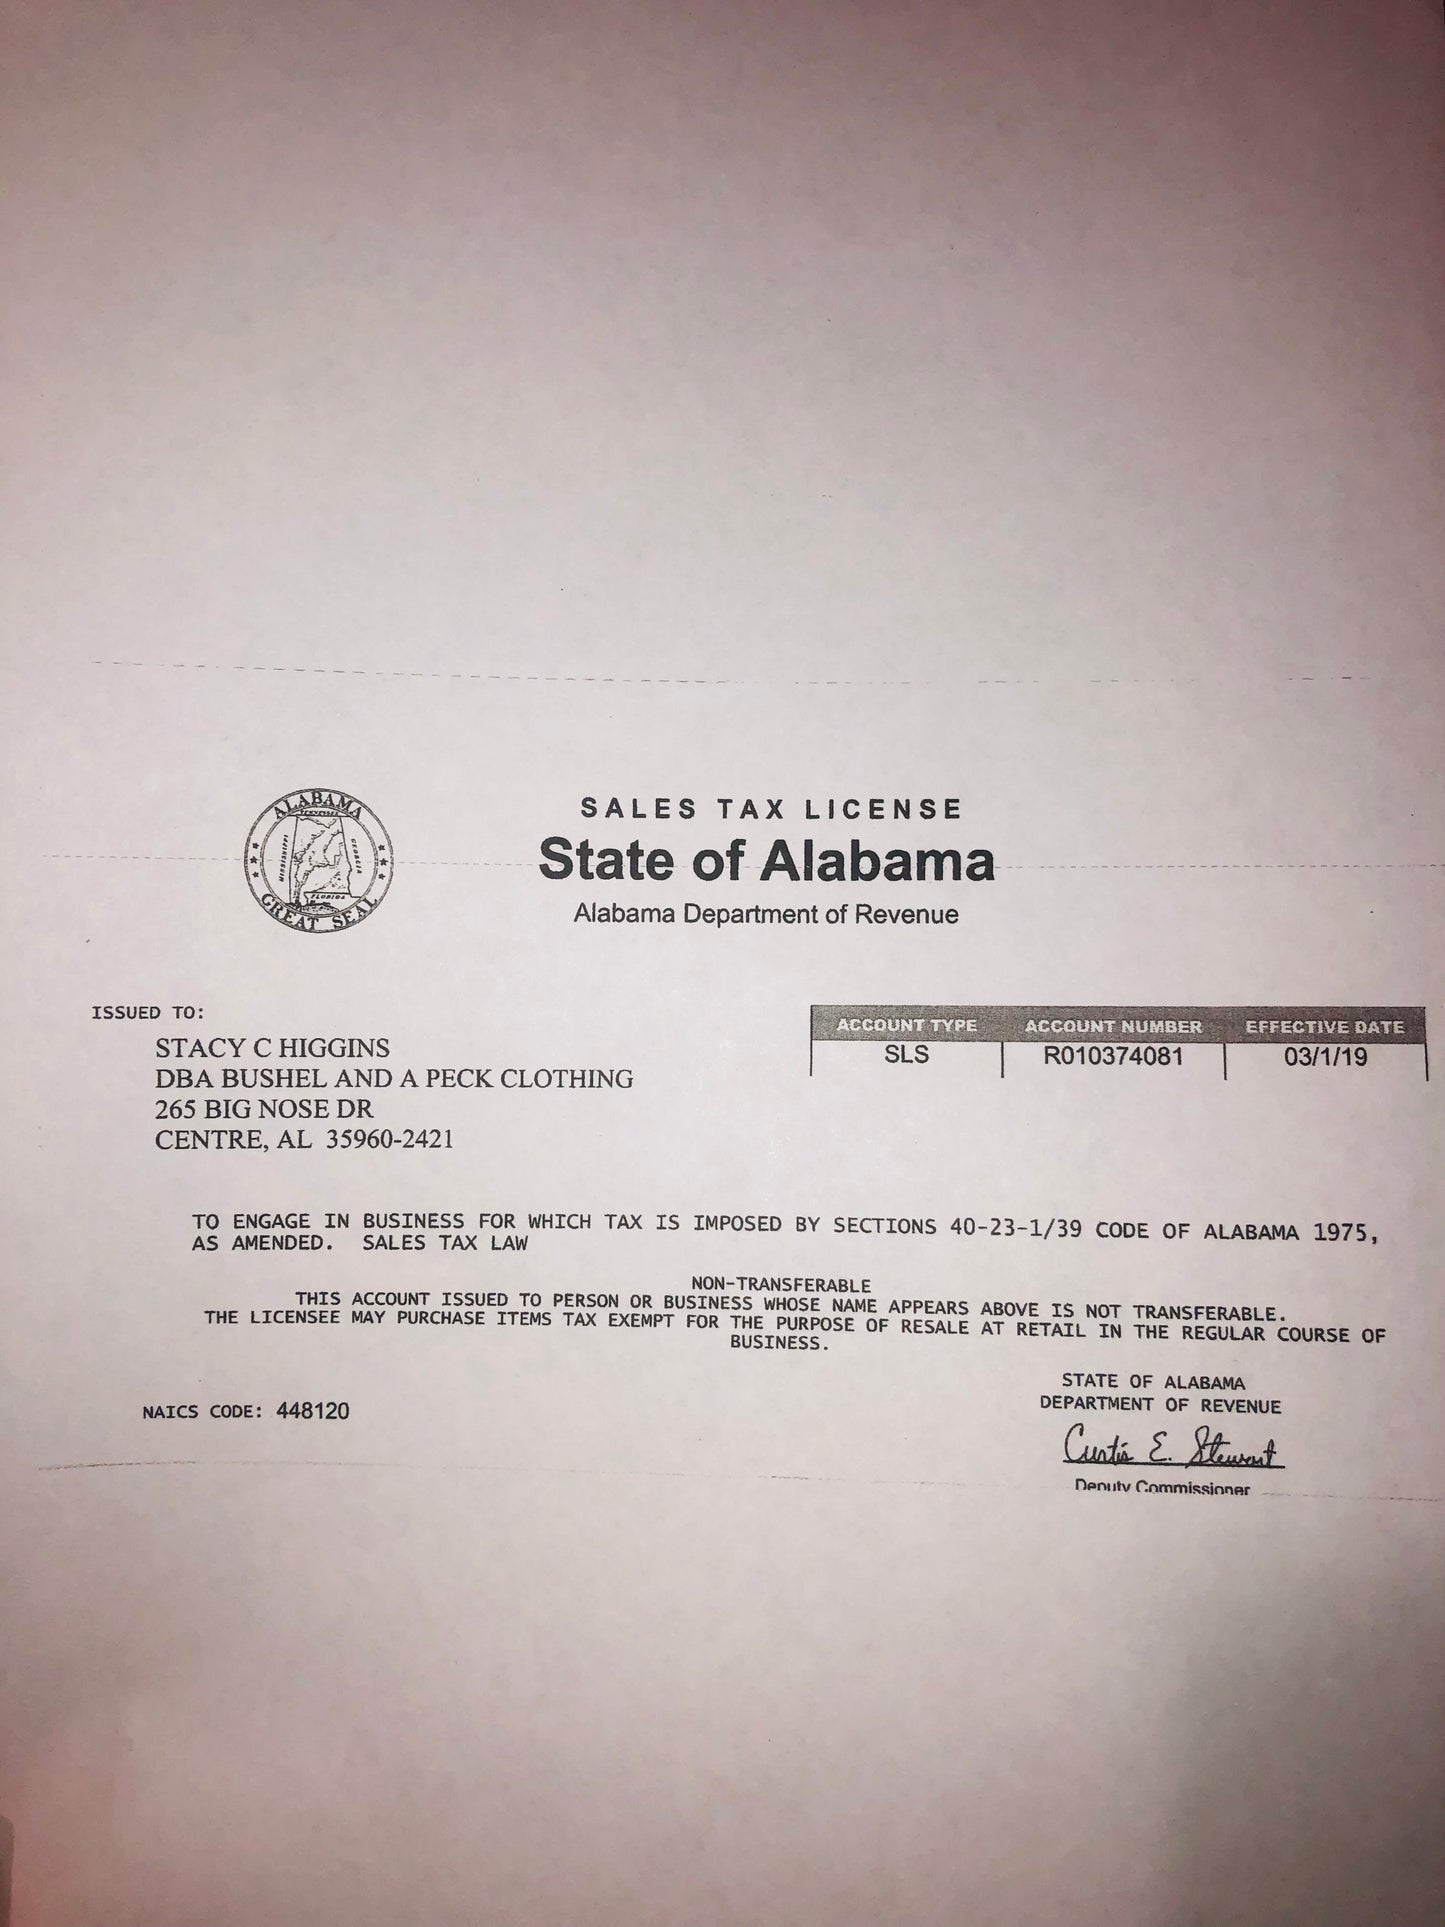 ALABAMA
TENNESSEE
MISSISSIPPI
GEORGIA
FLORIDA
GREAT SEAL
SALES TAX LICENSE
State of Alabama
Alabama Department of Revenue
ISSUED TO:
STACY C HIGGINS
DBA BUSHEL AND A PECK CLOTHING
265 BIG NOSE DR
CENTRE, AL 35960-2421
ACCOUNT TYPE ACCOUNT NUMBER EFFECTIVE DATE
SLS R010374081 03/1/19
TO ENGAGE IN BUSINESS FOR WHICH TAX IS IMPOSED BY SECTIONS 40-23-1/39 CODE OF ALABAMA 1975,
AS AMENDED. SALES TAX LAW
NON-TRANSFERABLE
THIS ACCOUNT ISSUED TO PERSON OR BUSINESS WHOSE NAME APPEARS ABOVE IS NOT TRANSFERABLE.
THE LICENSEE MAY PURCHASE ITEMS TAX EXEMPT FOR THE PURPOSE OF RESALE AT RETAIL IN THE REGULAR COURSE OF
BUSINESS.
STATE OF ALABAMA
DEPARTMENT OF REVENUE
NAICS CODE: 448120
Curtis E. Stewart
Deputy Commissioner